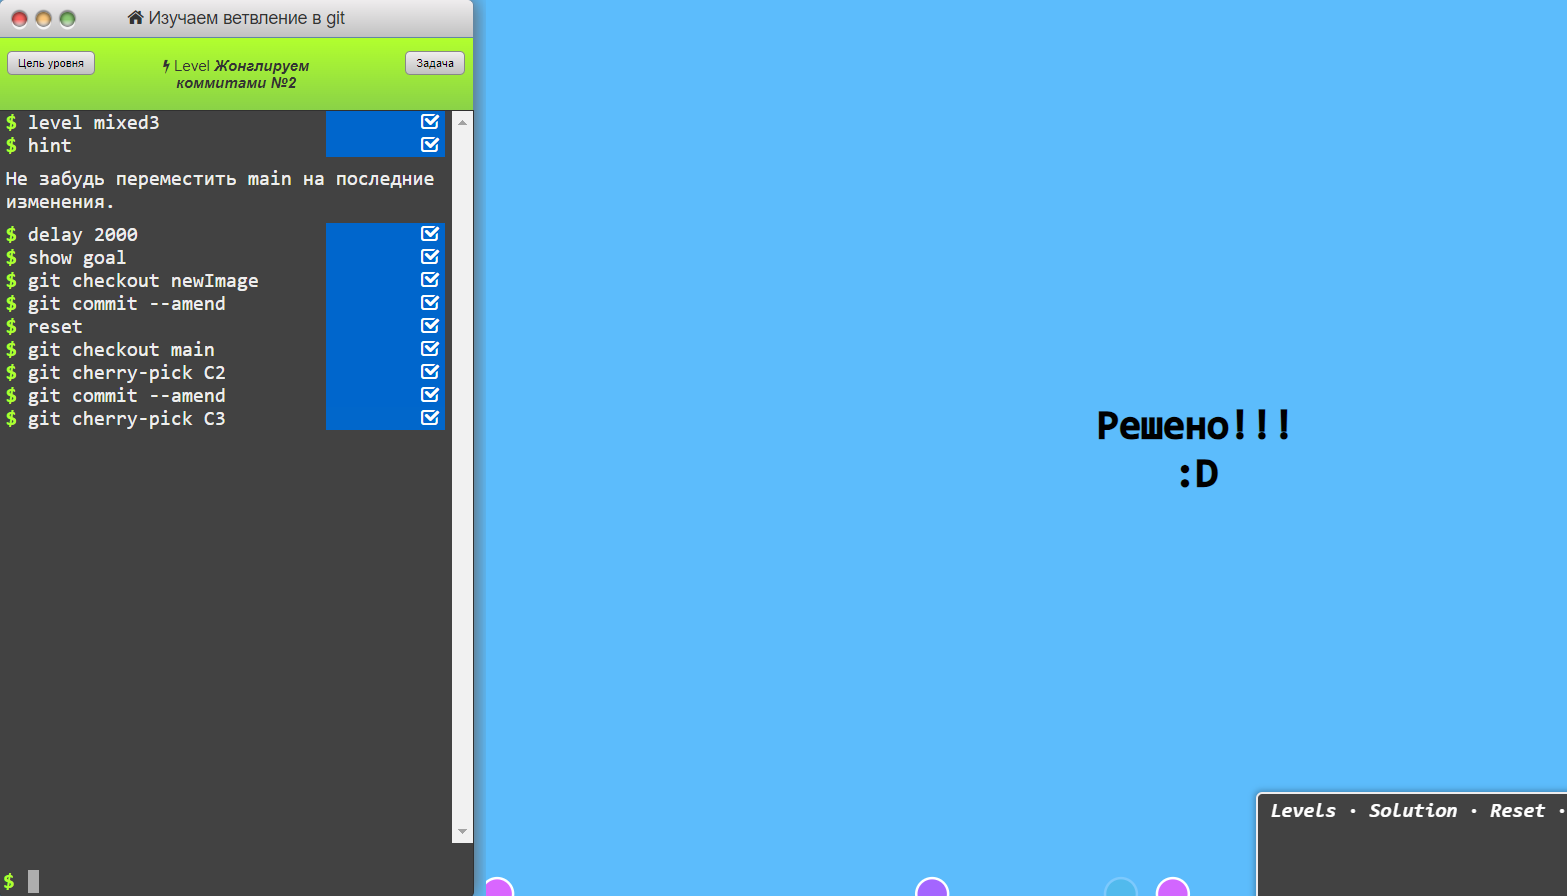 Изучаем ветвление в git
Цель уровня
Level Жонглируем
коммитами №2
Задача
$ level mixed3
$ hint
Не забудь переместить main на последние
изменения.
$ delay 2000
$ show goal
$ git checkout newImage
$ git commit --amend
$ reset
$ git checkout main
$ git cherry-pick C2
$ git commit --amend
$ git cherry-pick C3
$
Решено!!!
:D
Levels · Solution · Reset ·